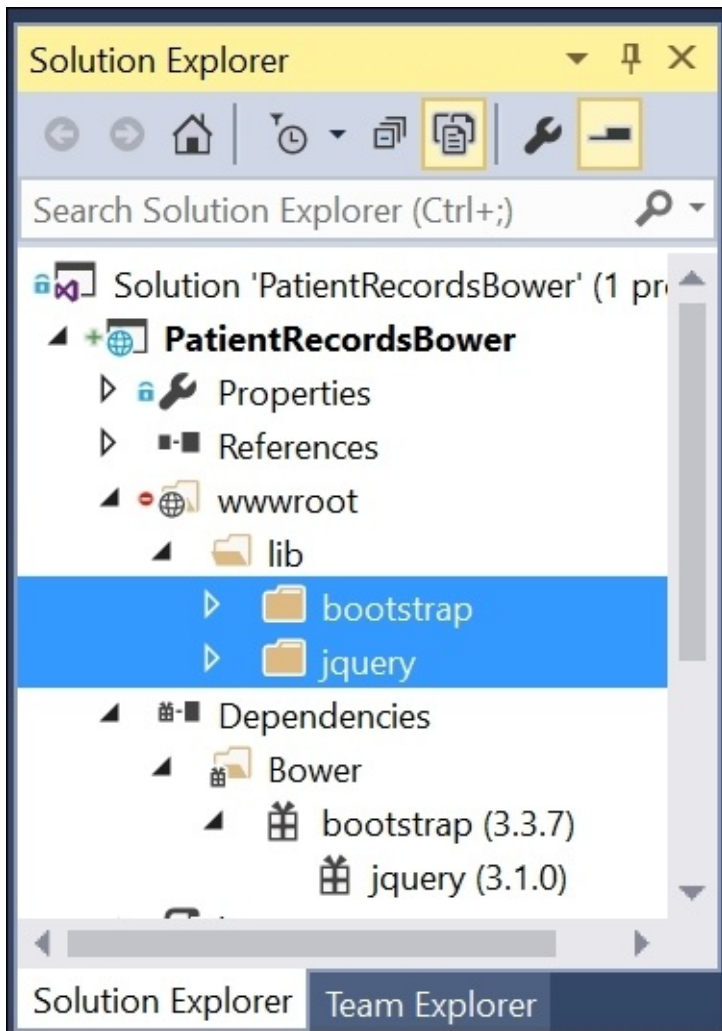 Solution Explorer
Search Solution Explorer (Ctrl+;)
Solution 'PatientRecordsBower' (1 pr
PatientRecordsBower
Properties
References
wwwroot
lib
bootstrap
jquery
Dependencies
Bower
bootstrap (3.3.7)
jquery (3.1.0)
Solution Explorer Team Explorer